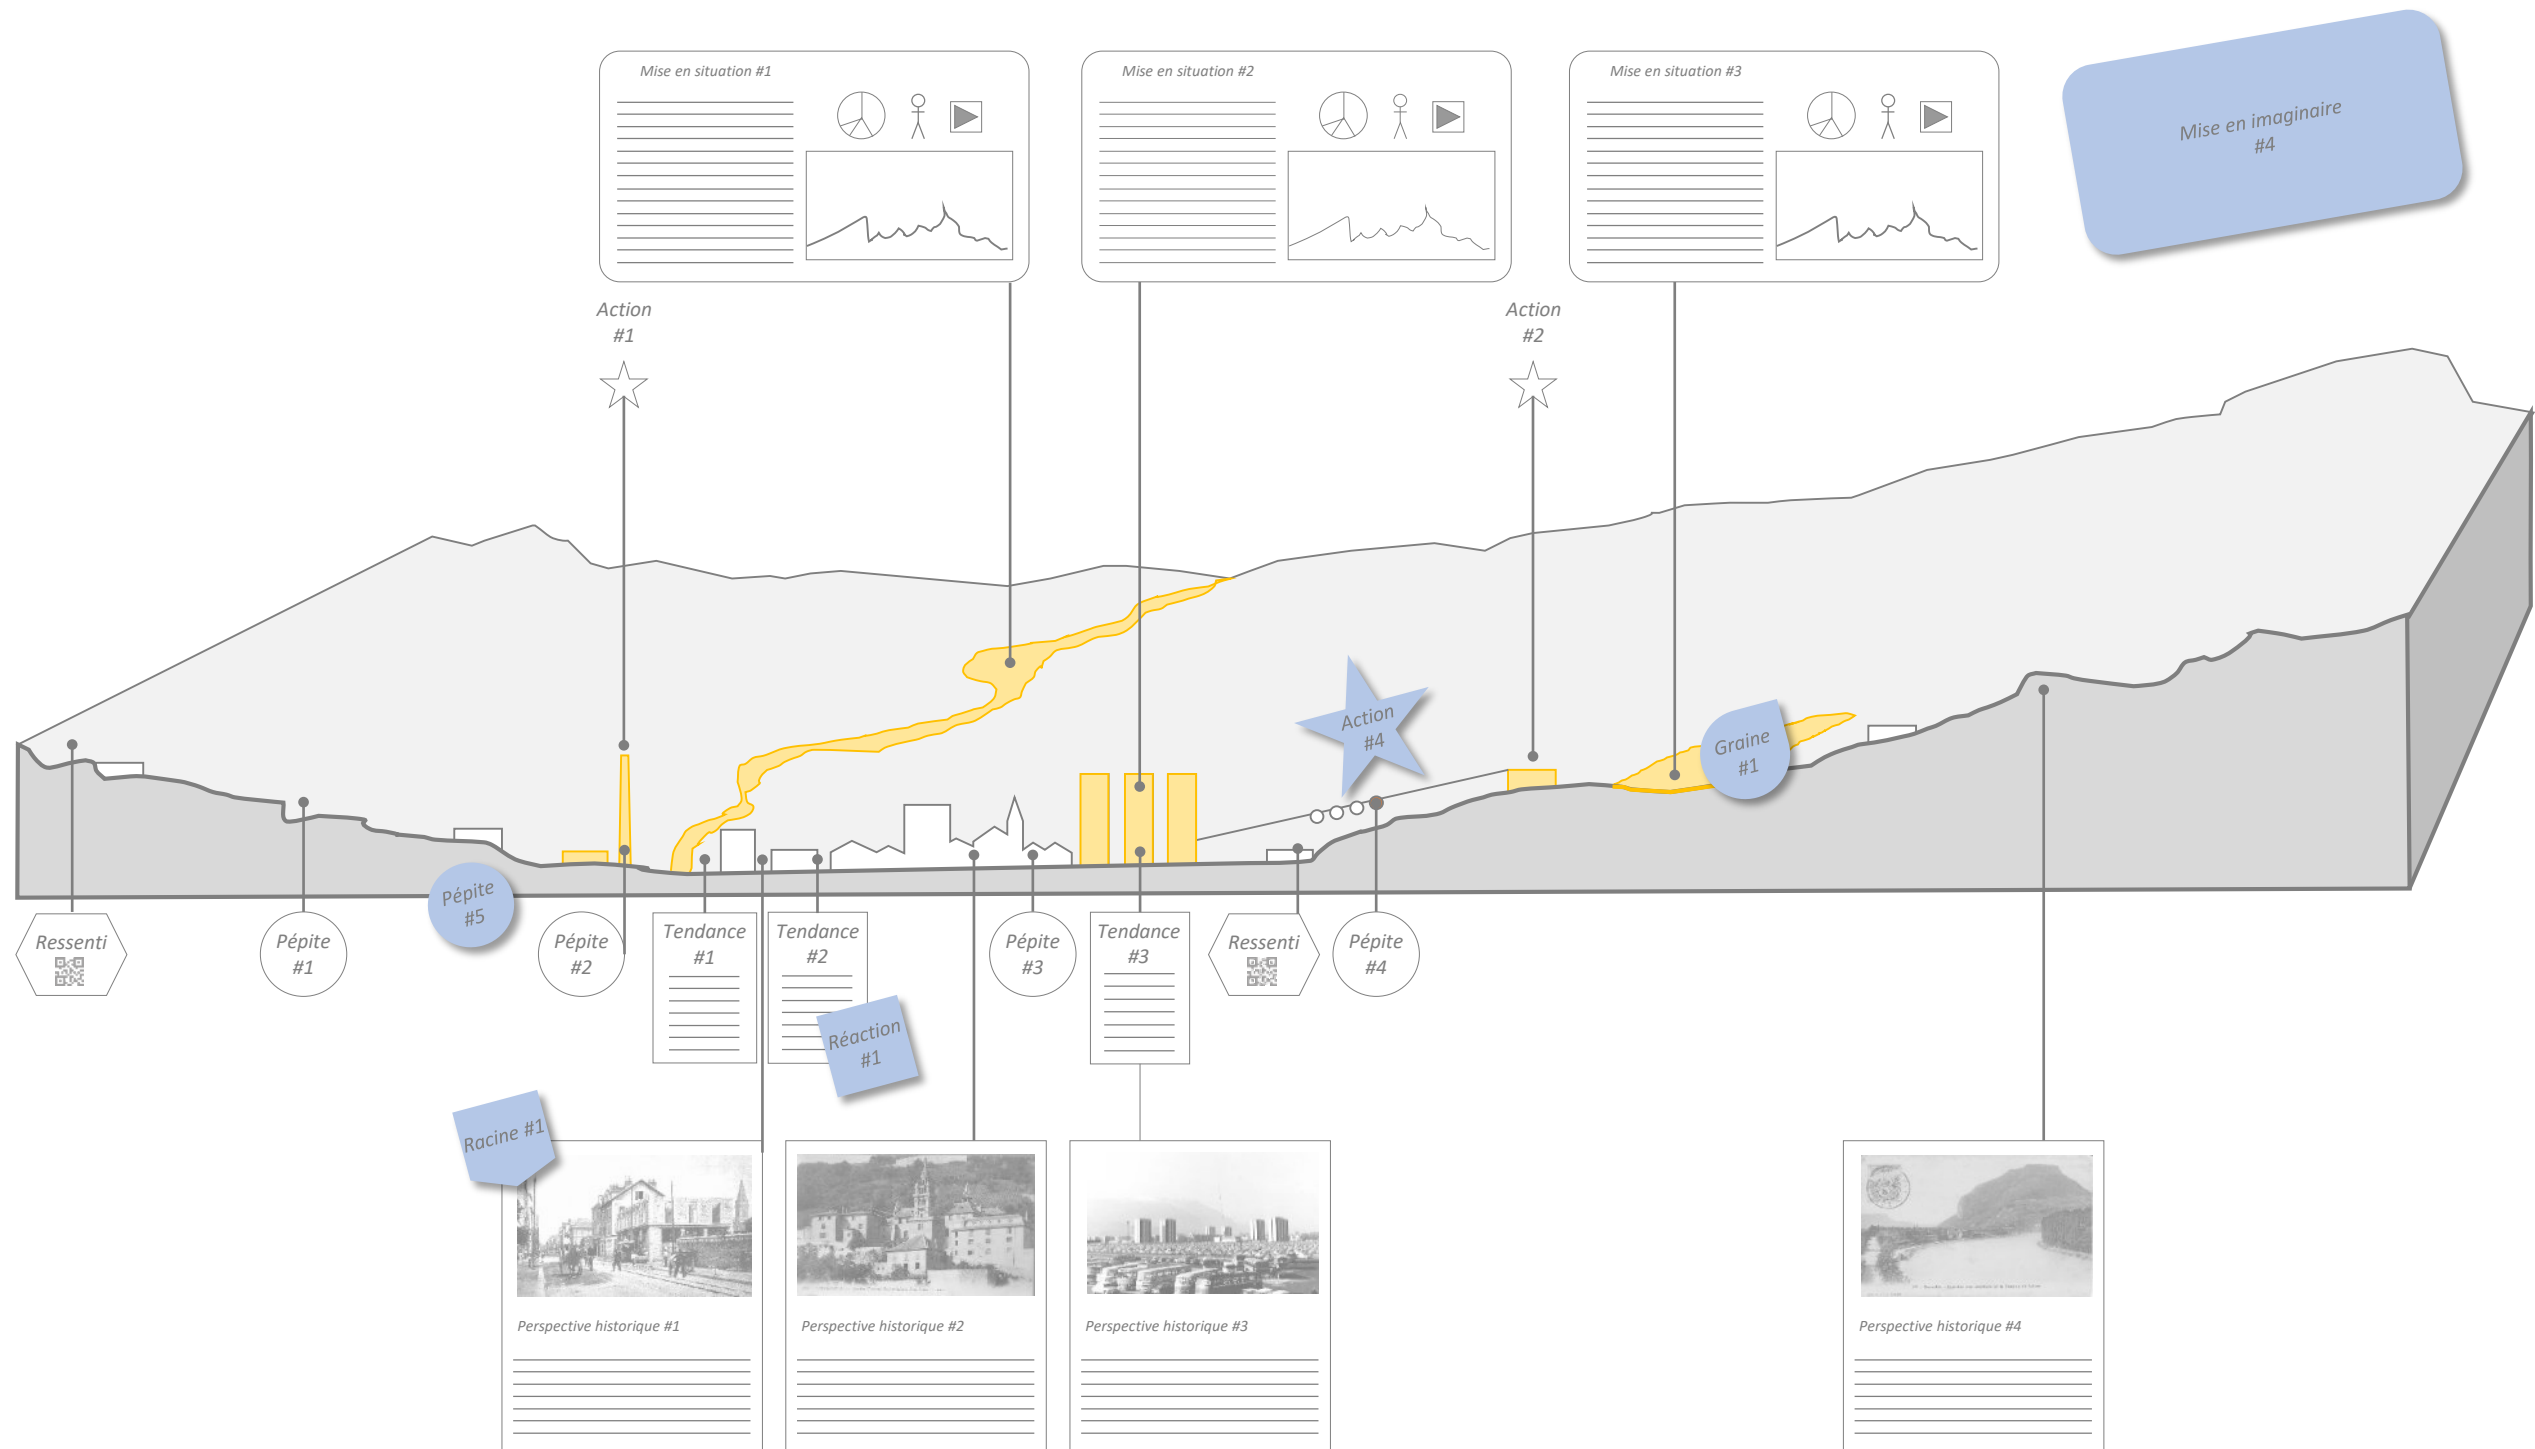 Mise en situation #1
Mise en situation #2
Mise en situation #3
Mise en imaginaire
#4
Action
#1
Action
#2
Action
#4
Graine
#1
Pépite
#5
Ressenti
Pépite
#1
Pépite
#2
Tendance
#1
Tendance
#2
Pépite
#3
Tendance
#3
Ressenti
Pépite
#4
Réaction
#1
Racine #1
Perspective historique #1
Perspective historique #2
Perspective historique #3
Perspective historique #4